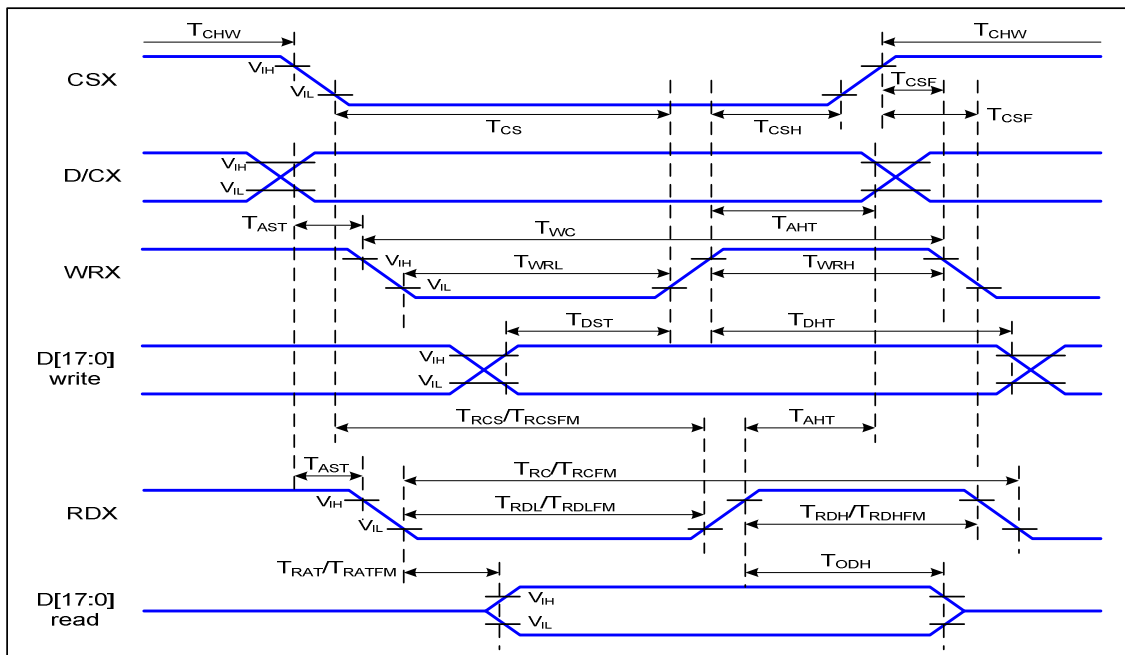 TCHW TCHW
CSX VIH VIL TCSF
TCS TCSH TCSF
D/CX VIH VIL
TAST TWC TAHT
WRX VIH VIL TWRL TWRH
TDST TDHT
D[17:0]
write
VIH
VIL
TRCS/TRCSFM TAHT
TAST TRC/TRCFM
RDX VIH VIL TRDL/TRDLFM TRDH/TRDHFM
TRAT/TRATFM TODH
D[17:0]
read
VIH
VIL